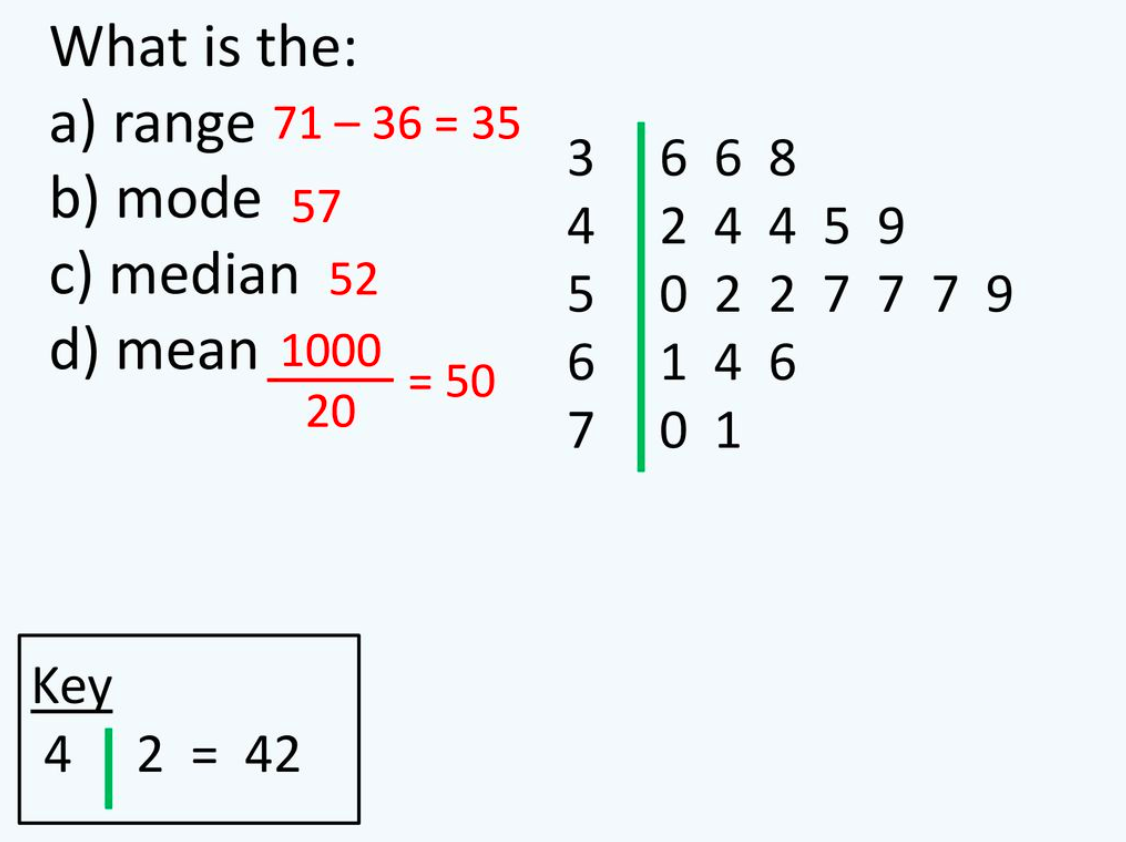 What is the:
a) range 71 – 36 = 35
b) mode 57
c) median 52
d) mean 1000
20
= 50
3 6 6 8
4 2 4 4 5 9
5 0 2 2 7 7 7 9
6 1 4 6
7 0 1
Key
4 2 = 42